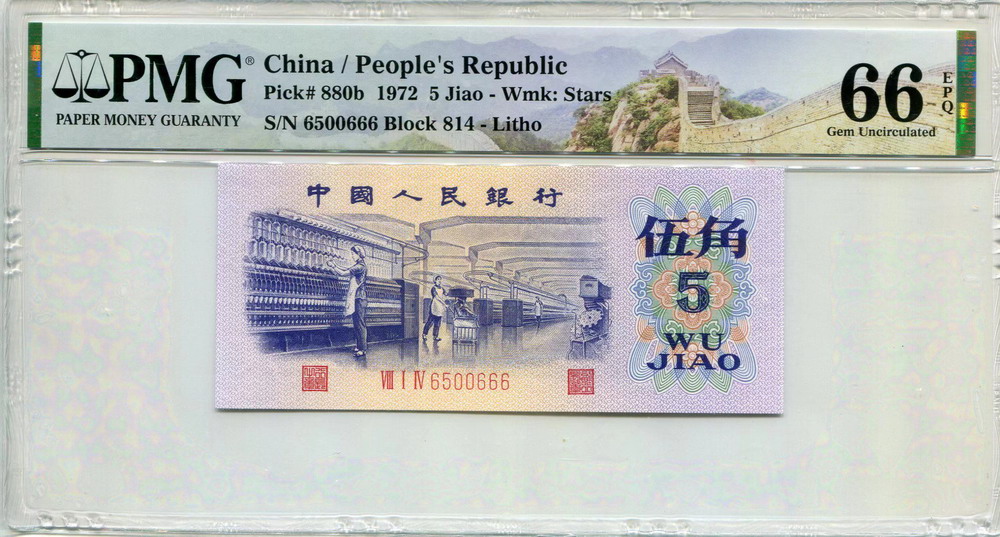 PMG®
PAPER MONEY GUARANTY
China / People's Republic
Pick# 880b 1972 5 Jiao - Wmk: Stars
S/N 6500666 Block 814 - Litho
66
EPQ
Gem Uncirculated
中國人民銀行
伍角
5
WU
JIAO
VIII I IV 6500666